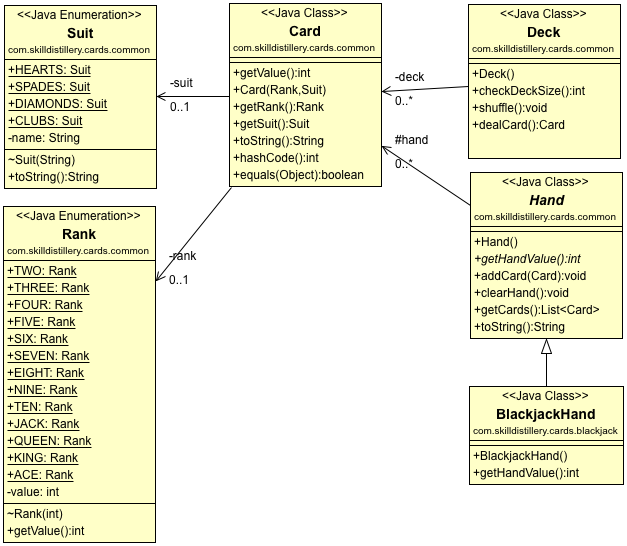 <<Java Enumeration>>
Suit
com.skilldistillery.cards.common
+HEARTS: Suit
+SPADES: Suit
+DIAMONDS: Suit
+CLUBS: Suit
-name: String
~Suit(String)
+toString():String
-suit
0..1
<<Java Class>>
Card
com.skilldistillery.cards.common
+getValue():int
+Card(Rank,Suit)
+getRank():Rank
+getSuit():Suit
+toString():String
+hashCode():int
+equals(Object):boolean
-deck
0..*
#hand
0..*
<<Java Class>>
Deck
com.skilldistillery.cards.common
+Deck()
+checkDeckSize():int
+shuffle():void
+dealCard():Card
<<Java Class>>
Hand
com.skilldistillery.cards.common
+Hand()
+getHandValue():int
+addCard(Card):void
+clearHand():void
+getCards():List<Card>
+toString():String
<<Java Enumeration>>
Rank
com.skilldistillery.cards.common
+TWO: Rank
+THREE: Rank
+FOUR: Rank
+FIVE: Rank
+SIX: Rank
+SEVEN: Rank
+EIGHT: Rank
+NINE: Rank
+TEN: Rank
+JACK: Rank
+QUEEN: Rank
+KING: Rank
+ACE: Rank
-value: int
~Rank(int)
+getValue():int
-rank
0..1
<<Java Class>>
BlackjackHand
com.skilldistillery.cards.blackjack
+BlackjackHand()
+getHandValue():int